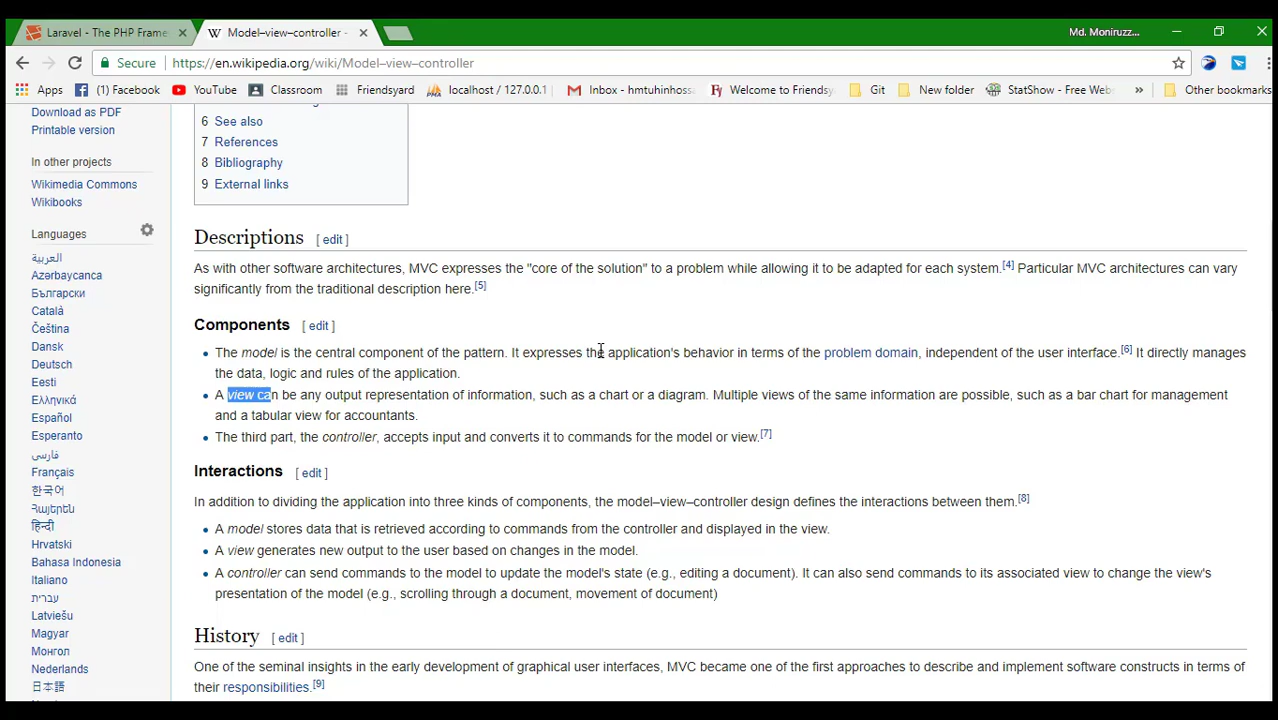 Laravel - The PHP Frame
Model–view–controller -
Md. Moniruzz...
Secure
https://en.wikipedia.org/wiki/Model–view–controller
Apps
(1) Facebook
YouTube
Classroom
Friendsyard
localhost / 127.0.0.1
Inbox - hmtuhinhoss
Welcome to Friendsy
Git
New folder
StatShow - Free Web
»
Other bookmarks
Download as PDF
Printable version
In other projects
Wikimedia Commons
Wikibooks
Languages
العربية
Azərbaycanca
Български
Català
Čeština
Dansk
Deutsch
Eesti
Ελληνικά
Español
Esperanto
فارسی
Français
한국어
Հայերեն
हिन्दी
Hrvatski
Bahasa Indonesia
Italiano
עברית
Latviešu
Magyar
Монгол
Nederlands
日本語
6 See also
7 References
8 Bibliography
9 External links
Descriptions [ edit ]
As with other software architectures, MVC expresses the "core of the solution" to a problem while allowing it to be adapted for each system.[4] Particular MVC architectures can vary
significantly from the traditional description here.[5]
Components [ edit ]
• The model is the central component of the pattern. It expresses the application's behavior in terms of the problem domain, independent of the user interface.[6] It directly manages
the data, logic and rules of the application.
• A view can be any output representation of information, such as a chart or a diagram. Multiple views of the same information are possible, such as a bar chart for management
and a tabular view for accountants.
• The third part, the controller, accepts input and converts it to commands for the model or view.[7]
Interactions [ edit ]
In addition to dividing the application into three kinds of components, the model–view–controller design defines the interactions between them.[8]
• A model stores data that is retrieved according to commands from the controller and displayed in the view.
• A view generates new output to the user based on changes in the model.
• A controller can send commands to the model to update the model's state (e.g., editing a document). It can also send commands to its associated view to change the view's
presentation of the model (e.g., scrolling through a document, movement of document)
History [ edit ]
One of the seminal insights in the early development of graphical user interfaces, MVC became one of the first approaches to describe and implement software constructs in terms of
their responsibilities.[9]